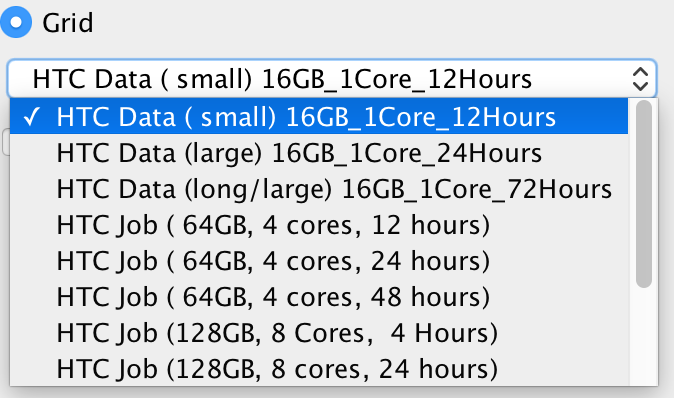 Grid
HTC Data ( small) 16GB_1Core_12Hours
✓ HTC Data ( small) 16GB_1Core_12Hours
HTC Data (large) 16GB_1Core_24Hours
HTC Data (long/large) 16GB_1Core_72Hours
HTC Job ( 64GB, 4 cores, 12 hours)
HTC Job ( 64GB, 4 cores, 24 hours)
HTC Job ( 64GB, 4 cores, 48 hours)
HTC Job (128GB, 8 Cores,  4 Hours)
HTC Job (128GB, 8 cores, 24 hours)